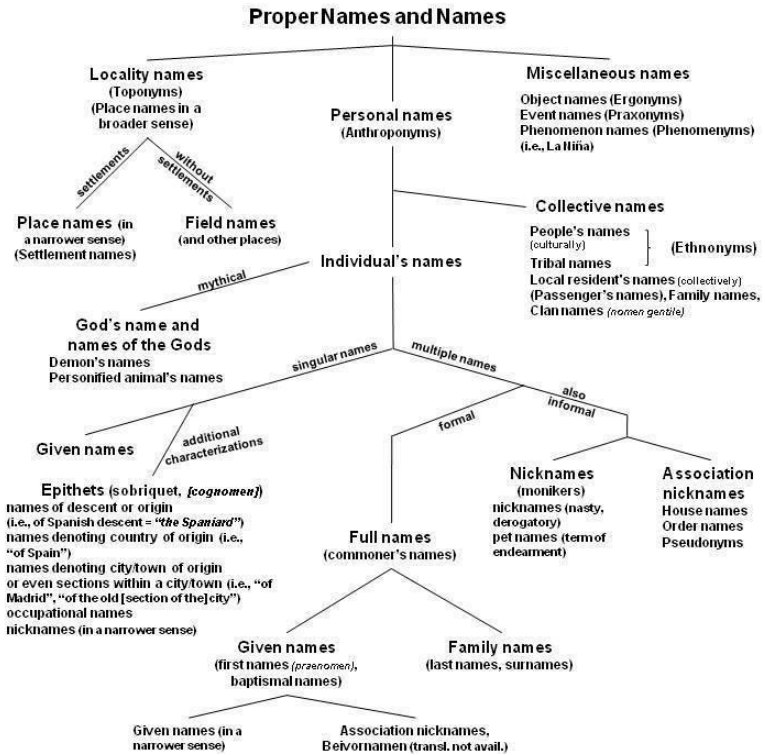 Proper Names and Names
Locality names
(Toponyms)
(Place names in a
broader sense)
Personal names
(Anthroponyms)
Miscellaneous names
Object names (Ergonyms)
Event names (Praxonyms)
Phenomenon names (Phenomenyms)
(i.e., La Niña)
settlements
without
settlements
Place names (in
a narrower sense)
(Settlement names)
Field names
(and other places)
Collective names
People's names
(culturally)
Tribal names
(Ethnonyms)
Local resident's names (collectively)
(Passenger's names), Family names,
Clan names (nomen gentile)
Individual's names
mythical
God's name and
names of the Gods
Demon's names
Personified animal's names
singular names
multiple names
Given names
additional
characterizations
formal
also
informal
Epithets (sobriquet, [cognomen])
names of descent or origin
(i.e., of Spanish descent = “the Spaniard”)
names denoting country of origin (i.e.,
“of Spain”)
names denoting city/town of origin
or even sections within a city/town (i.e., “of
Madrid”, “of the old [section of the] city”)
occupational names
nicknames (in a narrower sense)
Nicknames
(monikers)
nicknames (nasty,
derogatory)
pet names (term of
endearment)
Association
nicknames
House names
Order names
Pseudonyms
Full names
(commoner's names)
Given names
(first names (prænomen),
baptismal names)
Family names
(last names, surnames)
Given names (in a
narrower sense)
Association nicknames,
Beivornamen (transl. not avail.)